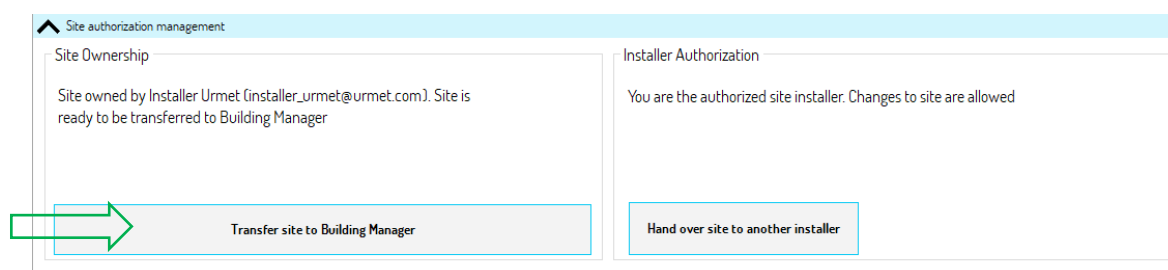 Site authorization management
Site Ownership
Site owned by Installer Urmet (installer_urmet@urmet.com). Site is
ready to be transferred to Building Manager
Transfer site to Building Manager
Installer Authorization
You are the authorized site installer. Changes to site are allowed
Hand over site to another installer